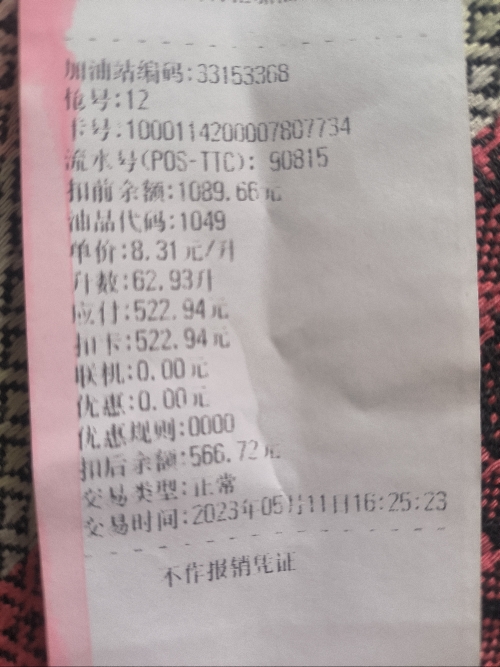 加油站编码:33153368
枪号:12
卡号:1000114200007807734
流水号(POS-TTC): 90815
扣前余额:1089.66元
油品代码:1049
单价:8.31元/升
升数:62.93升
应付:522.94元
扣卡:522.94元
联机:0.00元
优惠:0.00元
优惠规则:0000
扣后余额:566.72元
交易类型:正常
交易时间:2023年05月11日16:25:23
不作报销凭证